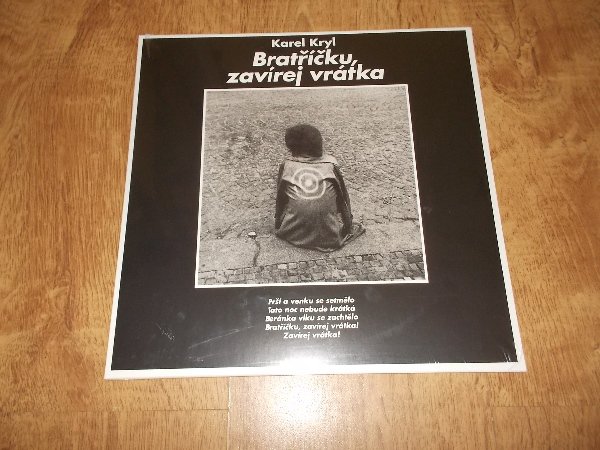 Karel Kryl
Bratříčku,
zavírej vrátka
Prší a venku se setmělo
Tato noc nebude krátká
Beránka vlku se zachtělo
Bratříčku, zavírej vrátka!
Zavírej vrátka!